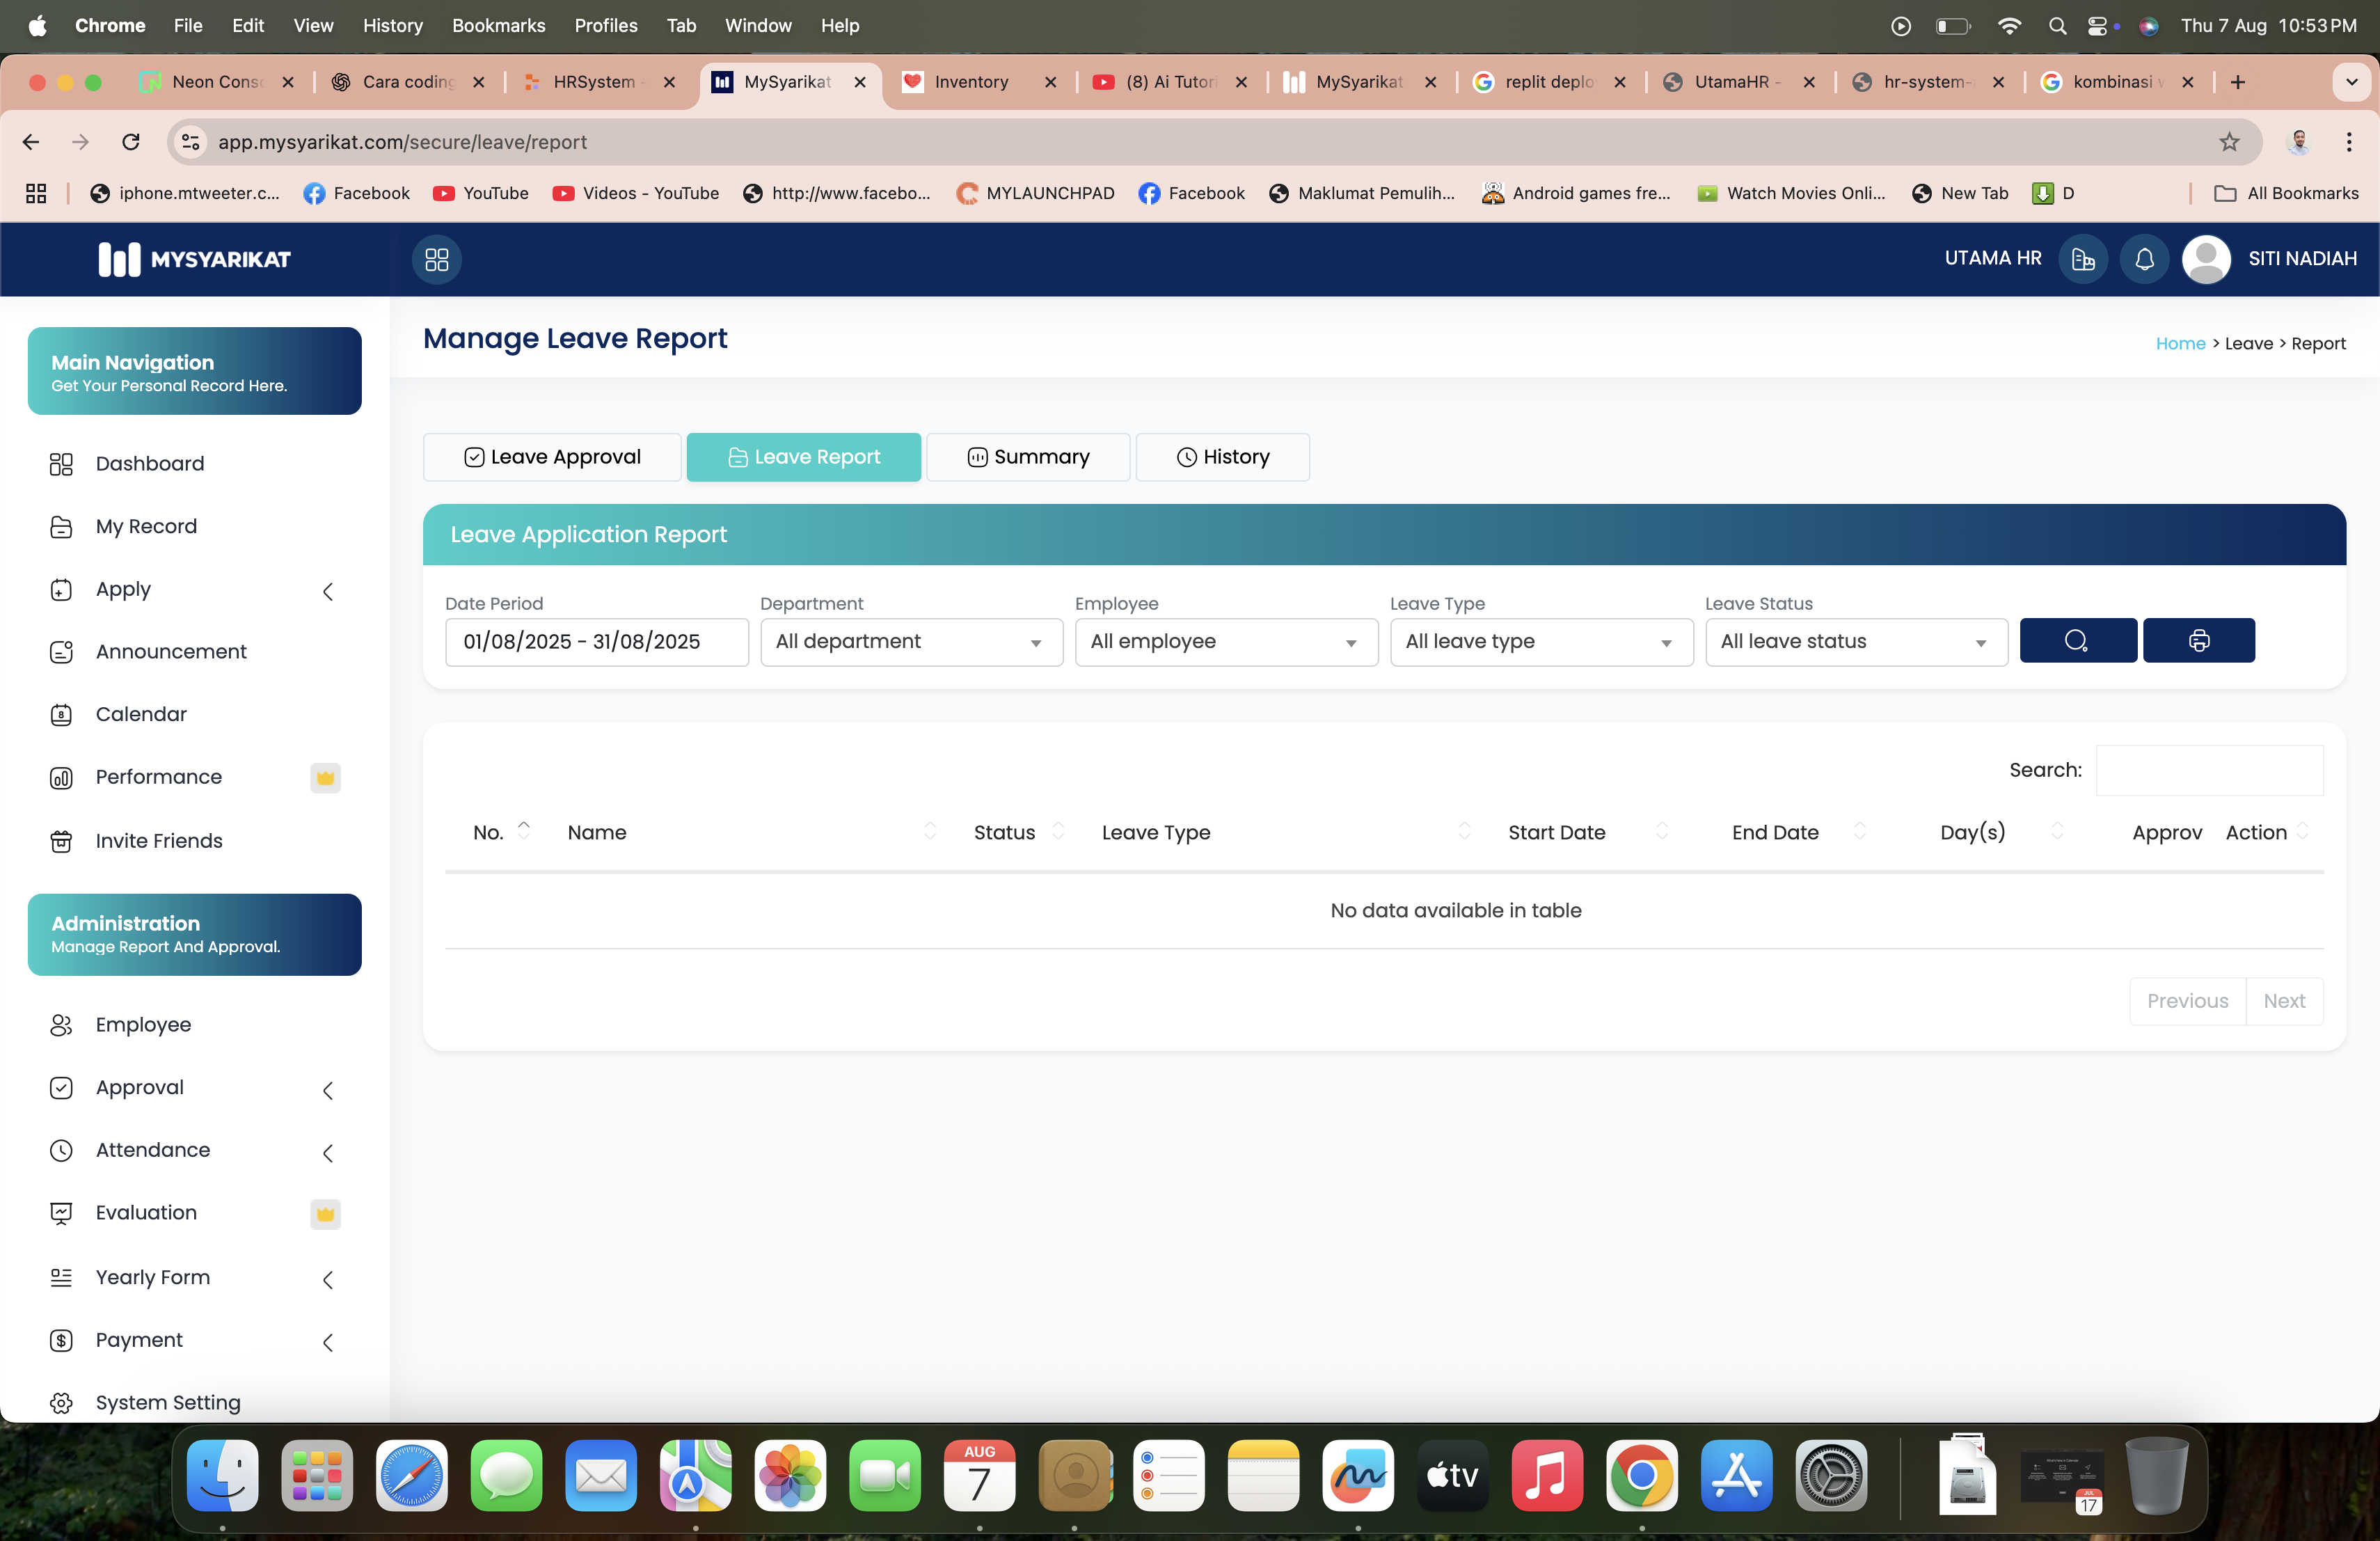 Chrome File Edit View History Bookmarks Profiles Tab Window Help
Thu 7 Aug 10:53 PM
Neon Cons
Cara coding
HRSystem -
MySyarikat
Inventory
(8) Ai Tutori
MySyarikat
replit deplo
UtamaHR -
hr-system-
kombinasi w
app.mysyarikat.com/secure/leave/report
iphone.mtweeter.c...
Facebook
YouTube
Videos - YouTube
http://www.facebo...
MYLAUNCHPAD
Facebook
Maklumat Pemulih...
Android games fre...
Watch Movies Onli...
New Tab
D
All Bookmarks
MYSYARIKAT
UTAMA HR
SITI NADIAH
Main Navigation
Get Your Personal Record Here.
Dashboard
My Record
Apply
Announcement
Calendar
Performance
Invite Friends
Administration
Manage Report And Approval.
Employee
Approval
Attendance
Evaluation
Yearly Form
Payment
System Setting
Manage Leave Report
Home > Leave > Report
Leave Approval
Leave Report
Summary
History
Leave Application Report
Date Period
01/08/2025 - 31/08/2025
Department
All department
Employee
All employee
Leave Type
All leave type
Leave Status
All leave status
Search:
No. Name Status Leave Type Start Date End Date Day(s) Approv Action
No data available in table
Previous Next
AUG
7
tv
JUL
17